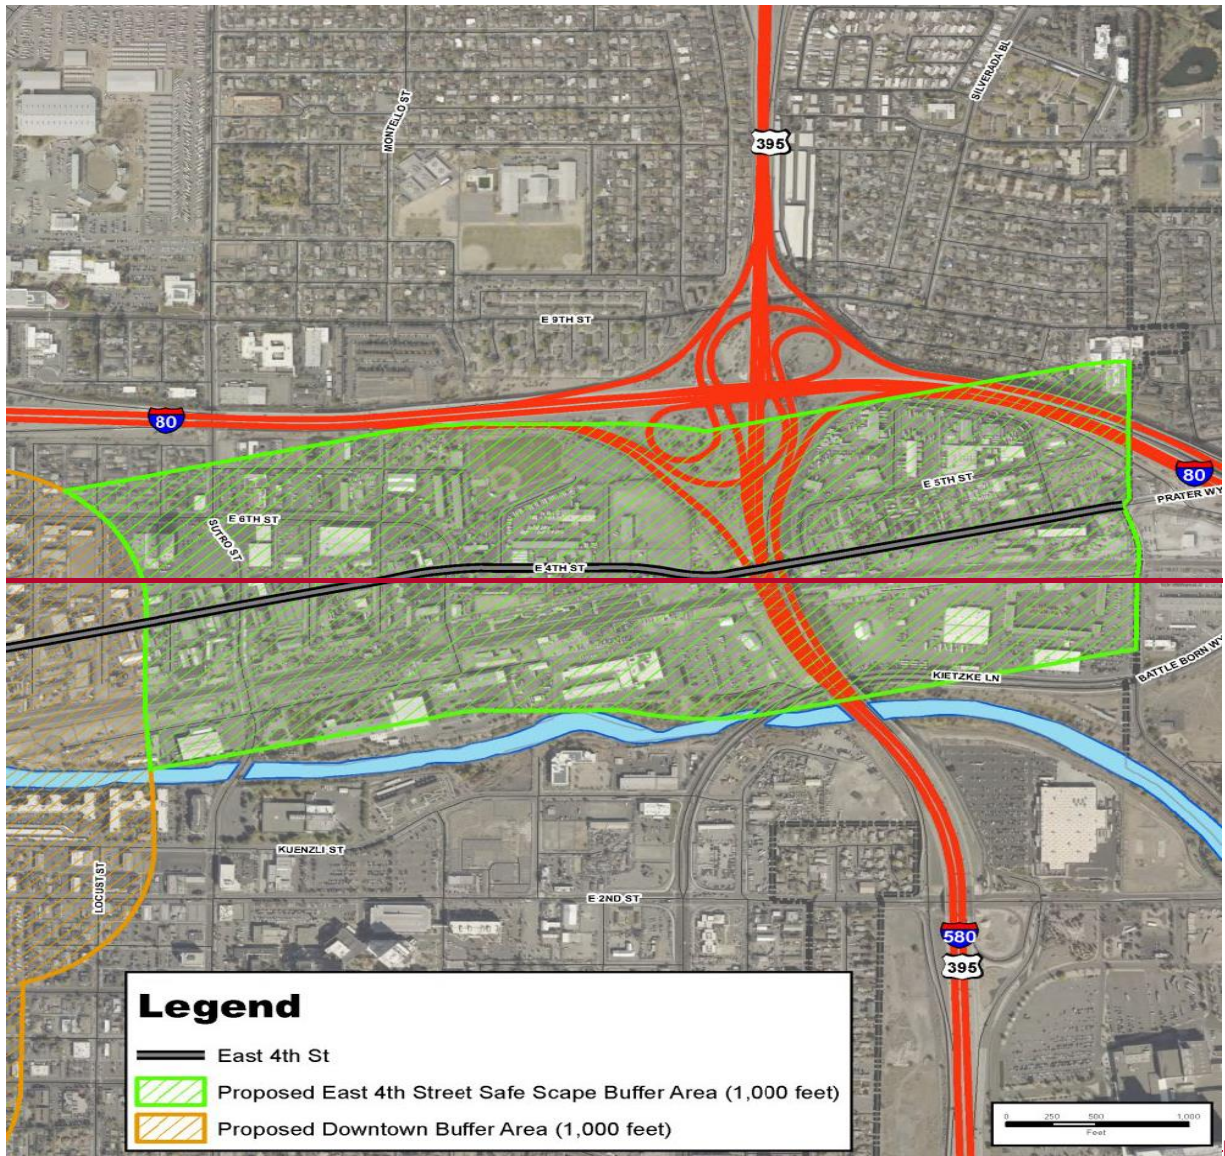 SILVERADA BL
MONTELLO ST
395
E 9TH ST
80
80
E 5TH ST
PRATER WY
E 6TH ST
SUTRO ST
E 4TH ST
BATTLE BORN WY
KIETZKE LN
KUENZLI ST
LOCUST ST
E 2ND ST
580
395
Legend
East 4th St
Proposed East 4th Street Safe Scape Buffer Area (1,000 feet)
Proposed Downtown Buffer Area (1,000 feet)
0 250 500 1,000
Feet